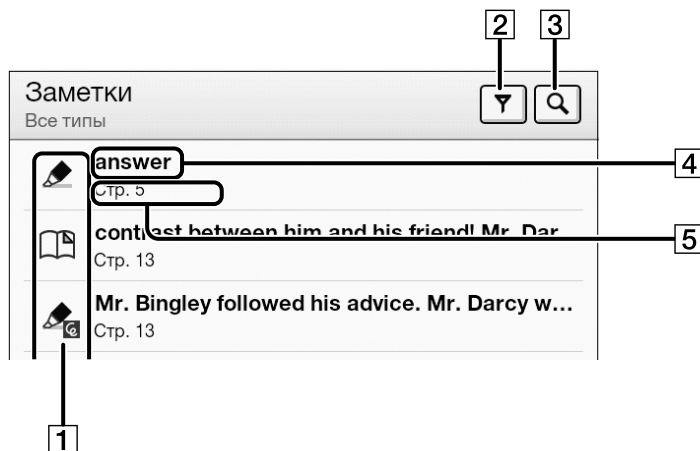 2 3
Заметки
Все типы
answer
4
Стр. 5
contrast between him and his friend! Mr. Dar...
5
Стр. 13
Mr. Bingley followed his advice. Mr. Darcy w...
Стр. 13
1